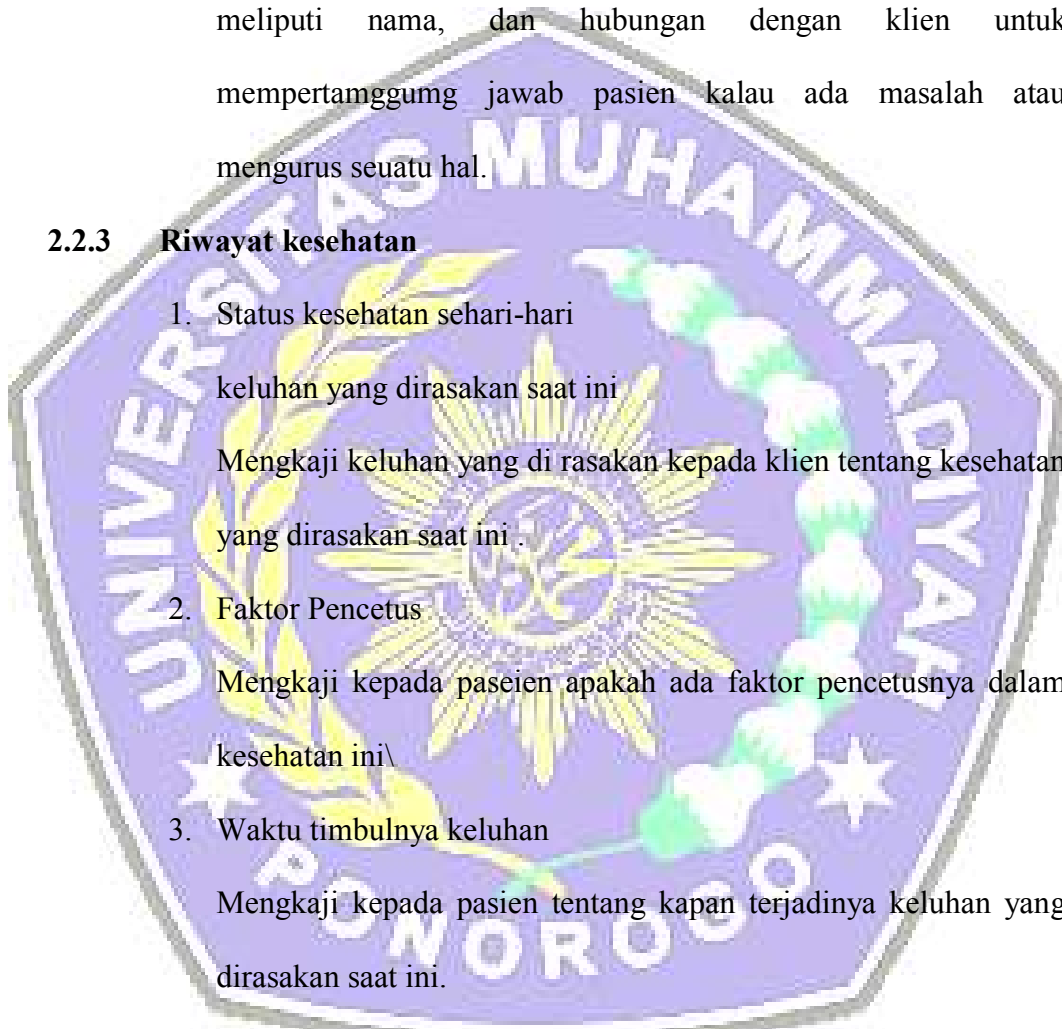 meliputi nama, dan hubungan dengan klien untuk
mempertamggumg jawab pasien kalau ada masalah atau
mengurus seuatu hal.
2.2.3 Riwayat kesehatan
1. Status kesehatan sehari-hari
keluhan yang dirasakan saat ini
Mengkaji keluhan yang di rasakan kepada klien tentang kesehatan
yang dirasakan saat ini .
2. Faktor Pencetus
Mengkaji kepada paseien apakah ada faktor pencetusnya dalam
kesehatan ini\
3. Waktu timbulnya keluhan
Mengkaji kepada pasien tentang kapan terjadinya keluhan yang
dirasakan saat ini.
UNIVERSITAS MUHAMMADIYAH
PONOROGO